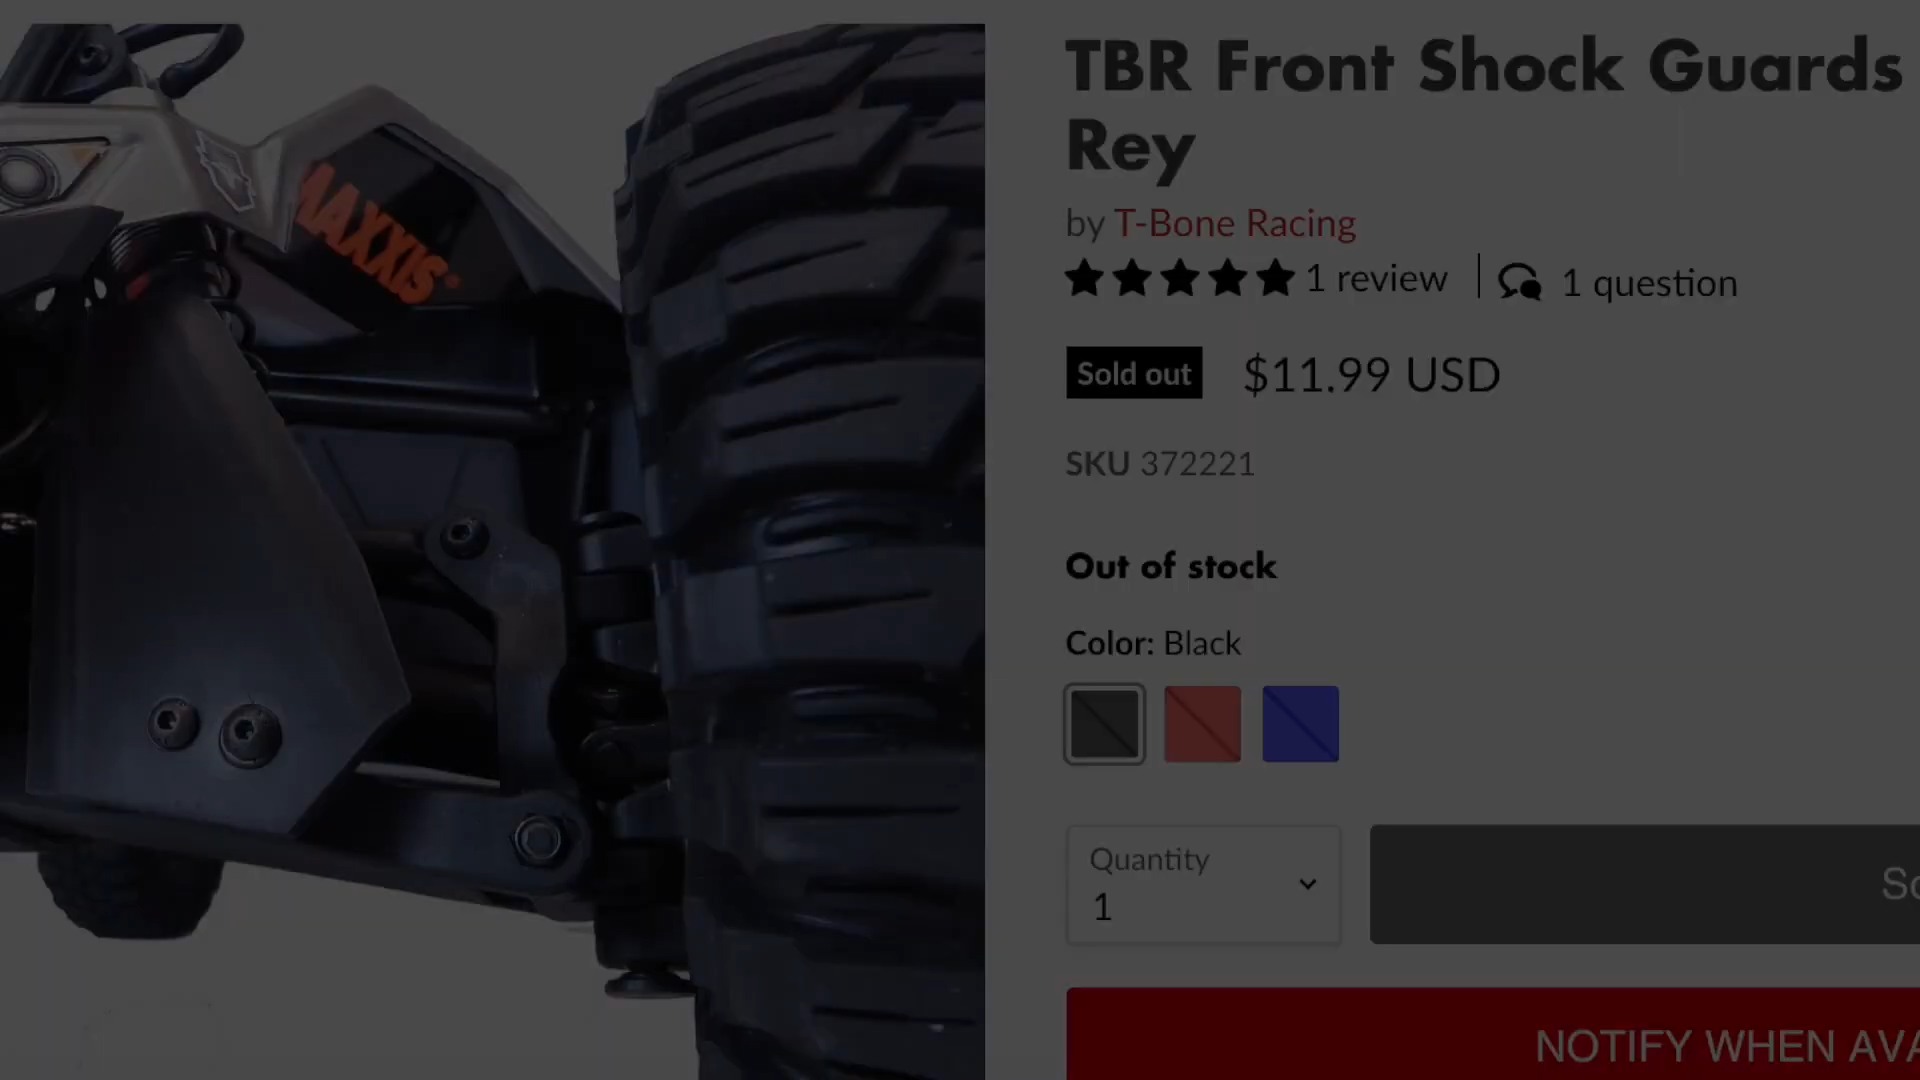 TBR Front Shock Guards
Rey
by T-Bone Racing
1 review
1 question
Sold out
$11.99 USD
SKU 372221
Out of stock
Color: Black
Quantity
1
NOTIFY WHEN
MAXXIS